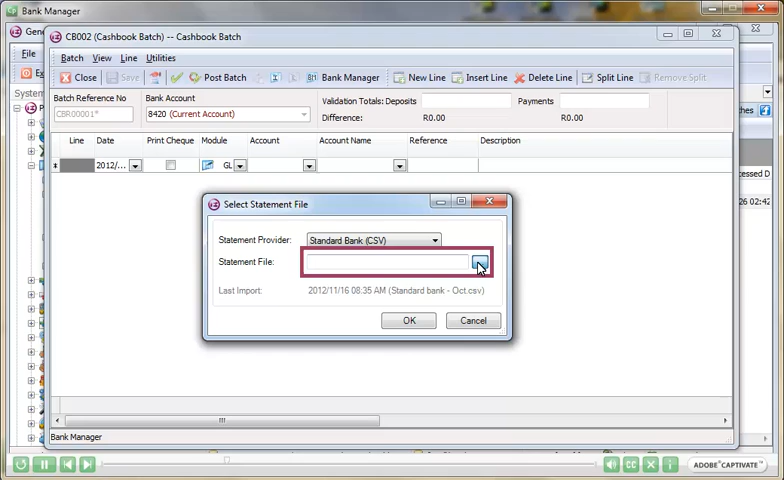 Bank Manager
Gene
CB002 (Cashbook Batch) -- Cashbook Batch
File
Batch View Line Utilities
Close Save Post Batch Bank Manager New Line Insert Line Delete Line Split Line Remove Split
Batch Reference No Bank Account Validation Totals: Deposits Payments
CBR00001* 8420 (Current Account) Difference: R0.00 R0.00
Line Date Print Cheque Module Account Account Name Reference Description
2012/... GL
Select Statement File
Statement Provider: Standard Bank (CSV)
Statement File:
Last Import: 2012/11/16 08:35 AM (Standard bank - Oct.csv)
OK Cancel
Bank Manager
CC ADOBE® CAPTIVATE™